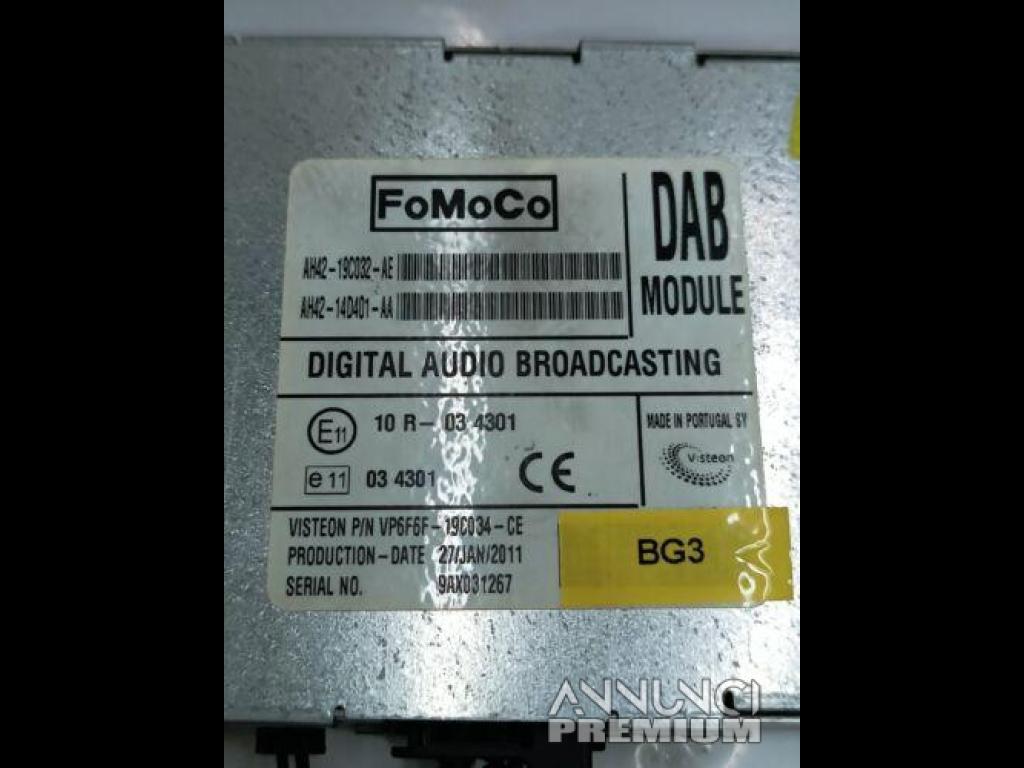 FoMoCo
DAB
MODULE
AH42-19C032-AE
AH42-14D401-AA
DIGITAL AUDIO BROADCASTING
E11 10 R- 03 4301
e 11 03 4301 CE
MADE IN PORTUGAL SY
Visteon
VISTEON P/N VP6F6F-19C034-CE
PRODUCTION-DATE 27/JAN/2011
SERIAL NO. 9AX031267
BG3
ANNUNCI
PREMIUM